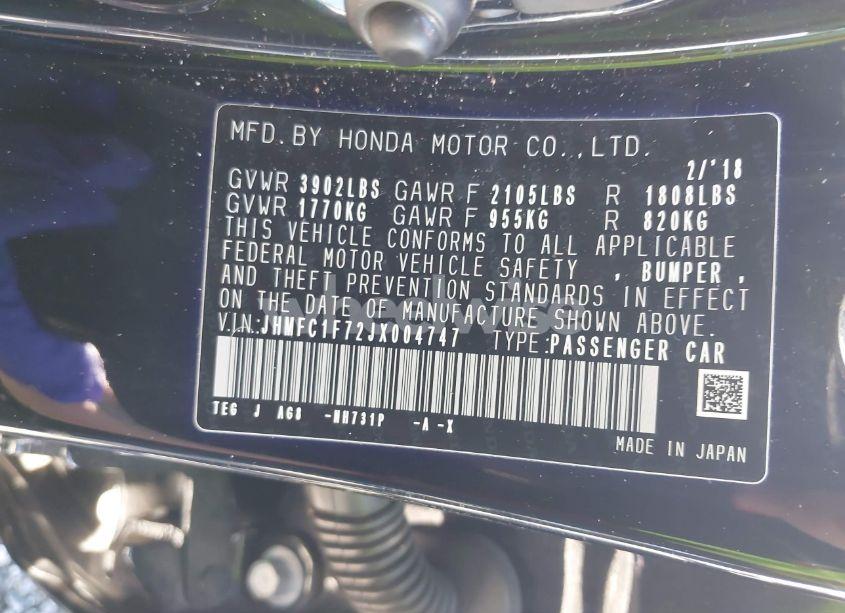 MFD. BY HONDA MOTOR CO., LTD.
2/'18
GVWR 3902LBS GAWR F 2105LBS R 1808LBS
GVWR 1770KG GAWR F 955KG R 820KG
THIS VEHICLE CONFORMS TO ALL APPLICABLE
FEDERAL MOTOR VEHICLE SAFETY , BUMPER ,
AND THEFT PREVENTION STANDARDS IN EFFECT
ON THE DATE OF MANUFACTURE SHOWN ABOVE.
V.I.N: JHMFC1F72JX004747 TYPE: PASSENGER CAR
TEG J AG8 -NH731P -A -X
MADE IN JAPAN